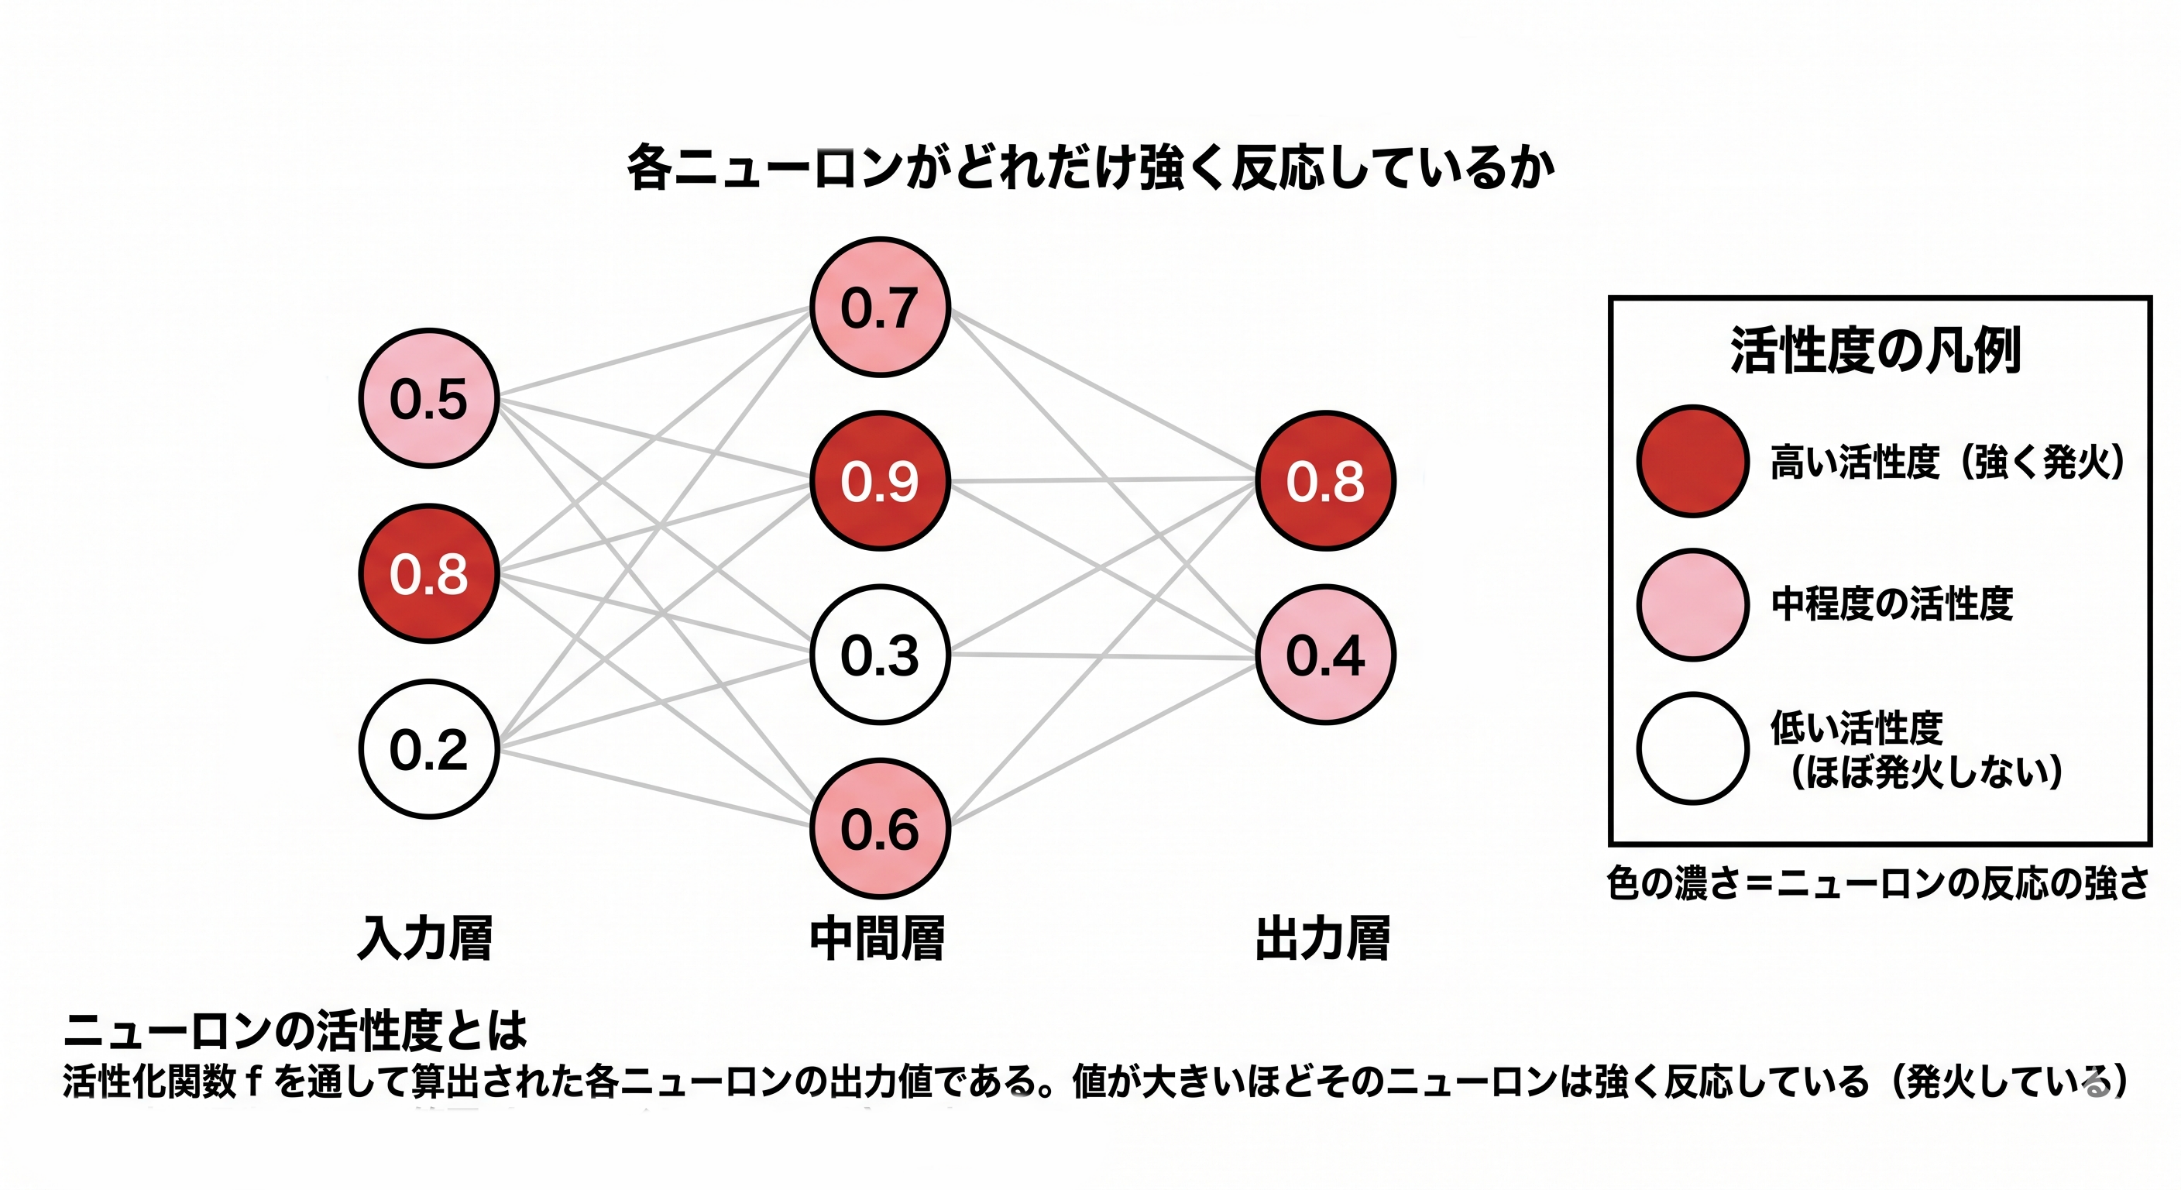 各ニューロンがどれだけ強く反応しているか
0.5
0.8
0.2
0.7
0.9
0.3
0.6
0.8
0.4
入力層
中間層
出力層
活性度の凡例
高い活性度（強く発火）
中程度の活性度
低い活性度
（ほぼ発火しない）
色の濃さ＝ニューロンの反応の強さ
ニューロンの活性度とは
活性化関数 f を通して算出された各ニューロンの出力値である。値が大きいほどそのニューロンは強く反応している（発火している）